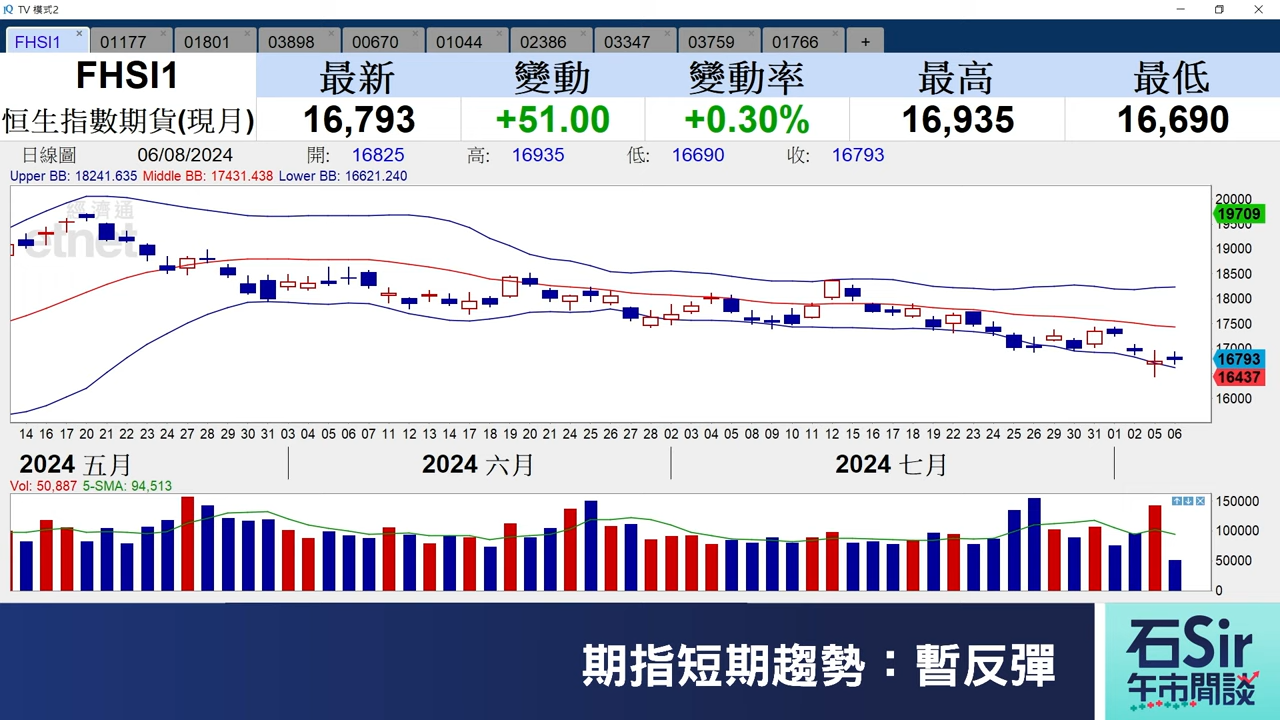 TV 模式2
FHSI1 01177 01801 03898 00670 01044 02386 03347 03759 01766 +
FHSI1 最新 變動 變動率 最高 最低
恒生指數期貨(現月) 16,793 +51.00 +0.30% 16,935 16,690
日線圖 06/08/2024 開: 16825 高: 16935 低: 16690 收: 16793
Upper BB: 18241.635 Middle BB: 17431.438 Lower BB: 16621.240
經濟通
etnet
20000
19709
19500
19000
18500
18000
17500
17000
16793
16437
16000
14 16 17 20 21 22 23 24 27 28 29 30 31 03 04 05 06 07 11 12 13 14 17 18 19 20 21 24 25 26 27 28 02 03 04 05 08 09 10 11 12 15 16 17 18 19 22 23 24 25 26 29 30 31 01 02 05 06
2024 五月 2024 六月 2024 七月
Vol: 50,887 5-SMA: 94,513
150000
100000
50000
0
期指短期趨勢：暫反彈
石Sir
午市閒談